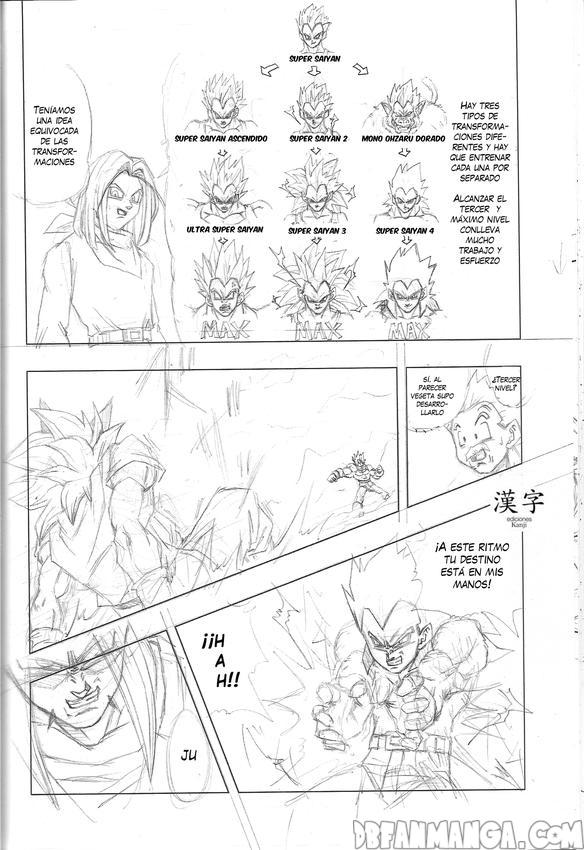 TENÍAMOS
UNA IDEA
EQUIVOCADA
DE LAS
TRANSFOR-
MACIONES
SUPER SAIYAN
SUPER SAIYAN ASCENDIDO
SUPER SAIYAN 2
MONO OHZARU DORADO
ULTRA SUPER SAIYAN
SUPER SAIYAN 3
SUPER SAIYAN 4
MAX
MAX
MAX
HAY TRES
TIPOS DE
TRANSFORMA-
CIONES DIFE-
RENTES Y HAY
QUE ENTRENAR
CADA UNA POR
SEPARADO
ALCANZAR EL
TERCER Y
MÁXIMO NIVEL
CONLLEVA
MUCHO
TRABAJO Y
ESFUERZO
SÍ, AL
PARECER
VEGETA SUPO
DESARRO-
LLARLO
¿TERCER
NIVEL?
漢字
ediciones
Kanji
¡A ESTE RITMO
TU DESTINO
ESTÁ EN MIS
MANOS!
¡¡H
A
H!!
JU
DBFANMANGA.COM